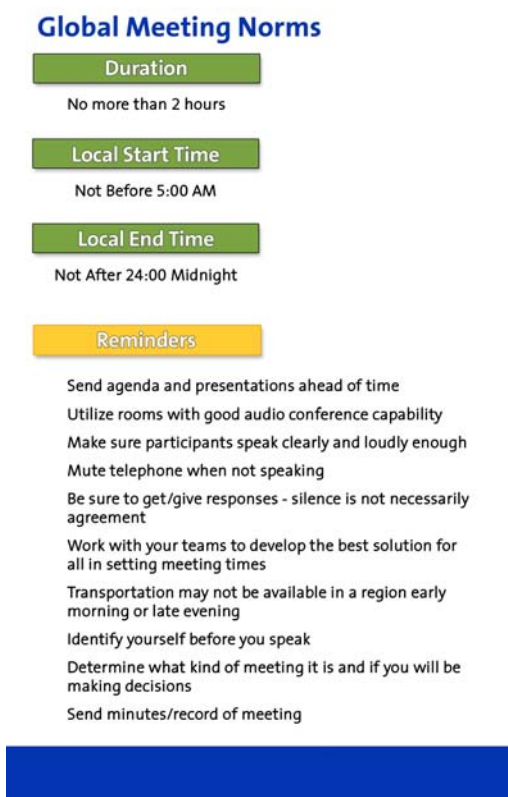 Global Meeting Norms
Duration
No more than 2 hours
Local Start Time
Not Before 5:00 AM
Local End Time
Not After 24:00 Midnight
Reminders
Send agenda and presentations ahead of time
Utilize rooms with good audio conference capability
Make sure participants speak clearly and loudly enough
Mute telephone when not speaking
Be sure to get/give responses - silence is not necessarily
agreement
Work with your teams to develop the best solution for
all in setting meeting times
Transportation may not be available in a region early
morning or late evening
Identify yourself before you speak
Determine what kind of meeting it is and if you will be
making decisions
Send minutes/record of meeting